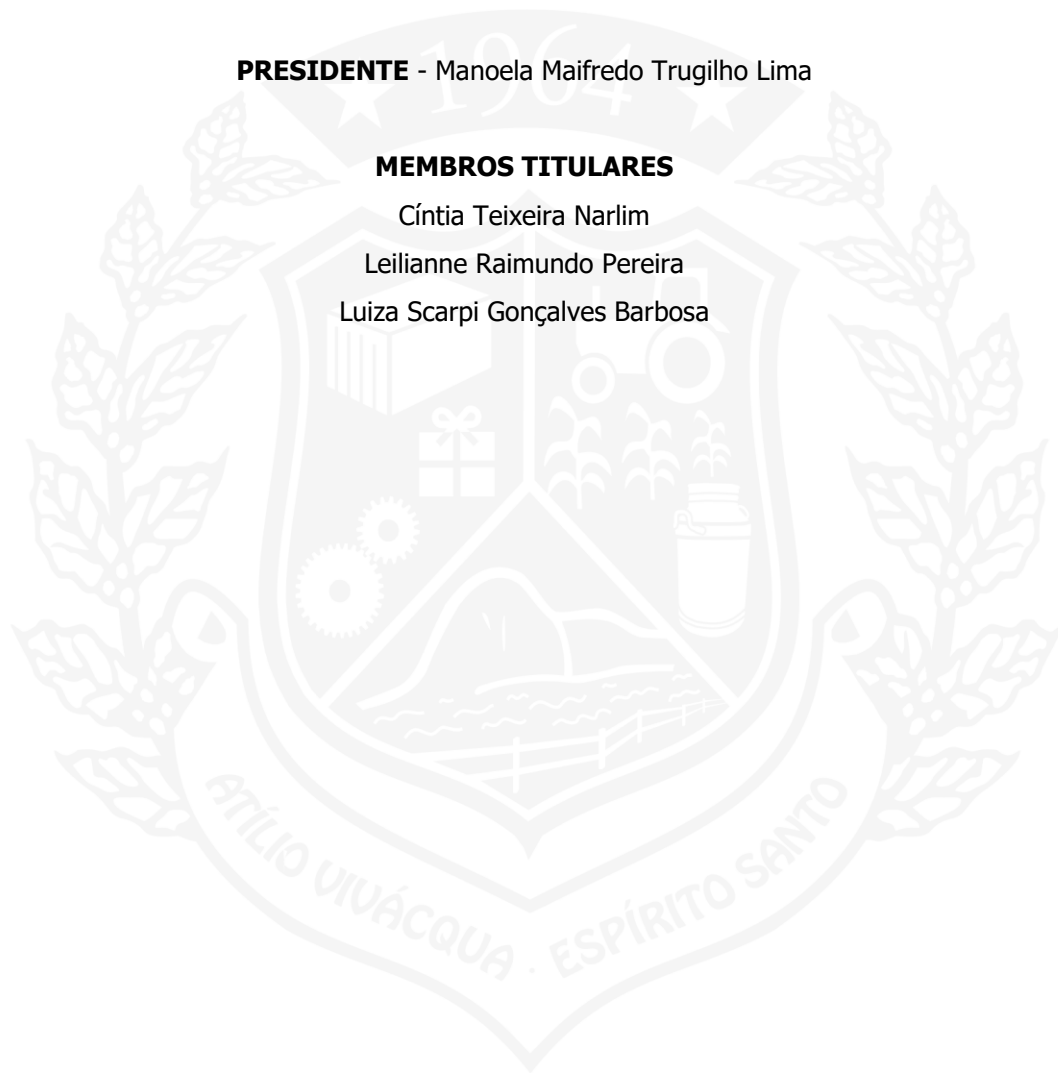 1964
PRESIDENTE - Manoela Maifredo Trugilho Lima
MEMBROS TITULARES
Cíntia Teixeira Narlim
Leilianne Raimundo Pereira
Luiza Scarpi Gonçalves Barbosa
ATÍLIO VIVÁCQUA · ESPÍRITO SANTO